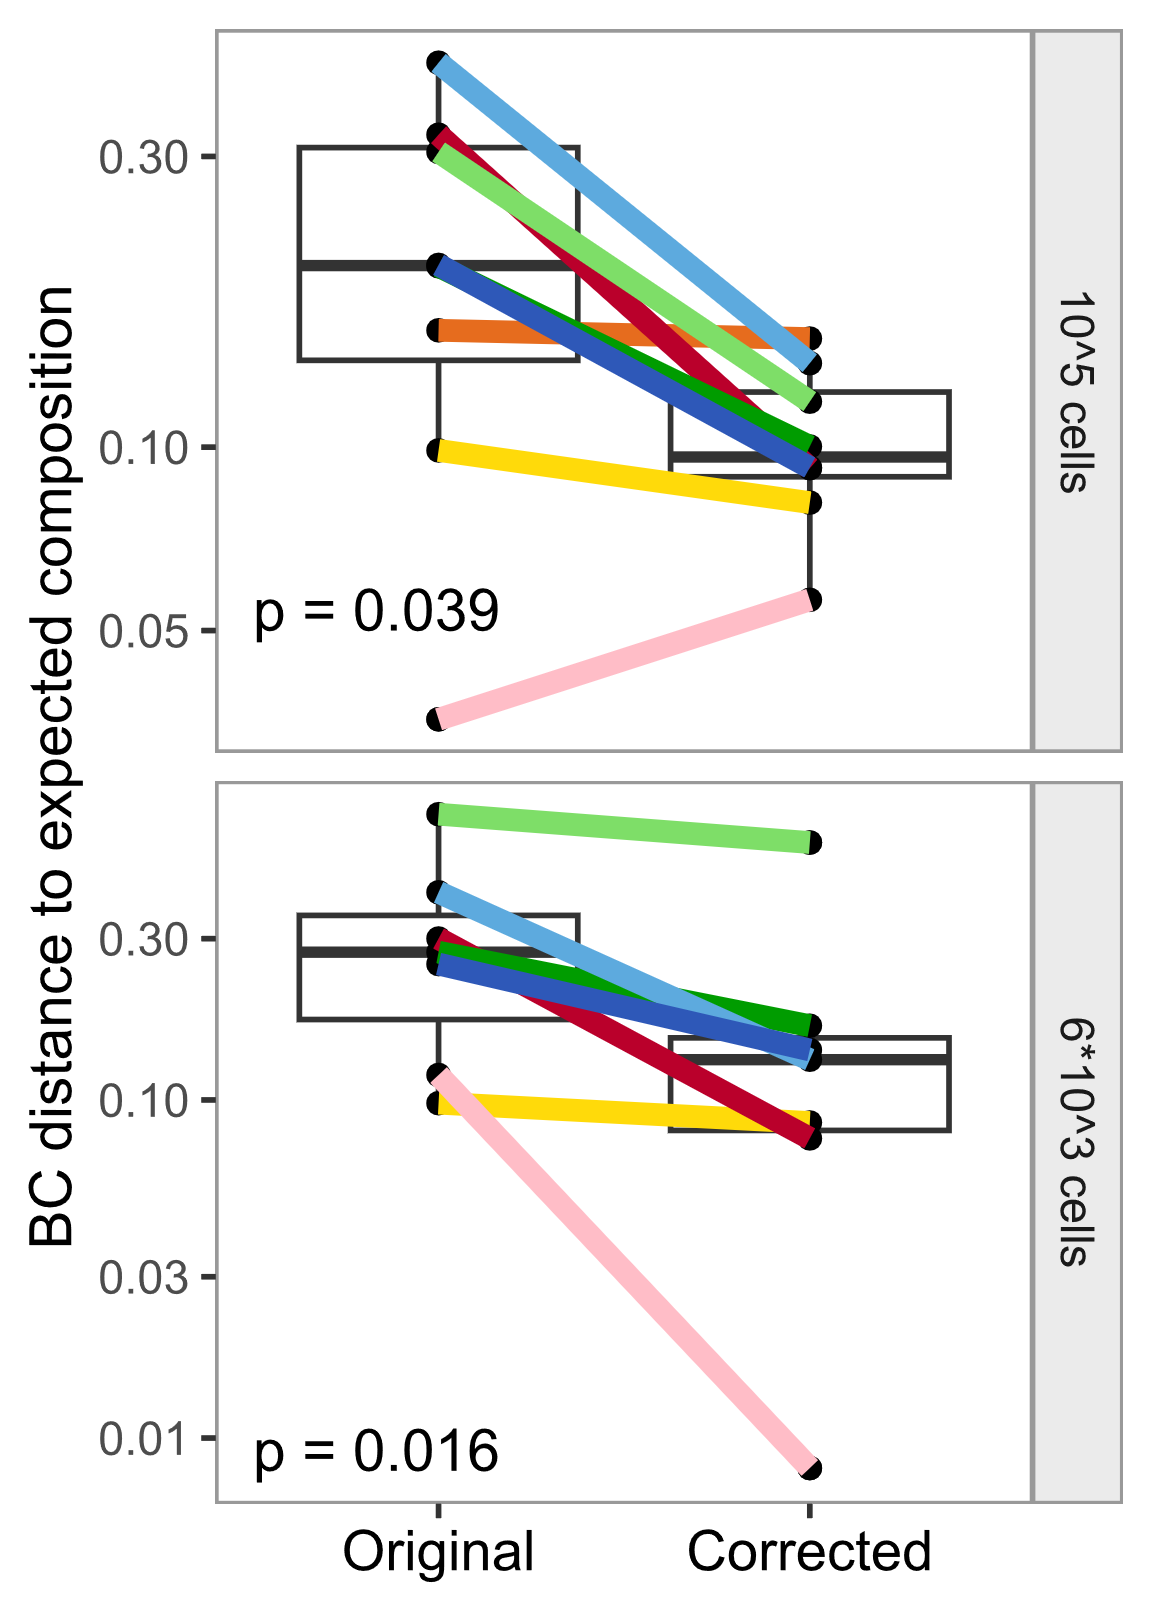 BC distance to expected composition
0.30
0.10
0.05
p = 0.039
10^5 cells
0.30
0.10
0.03
0.01
p = 0.016
6*10^3 cells
Original
Corrected